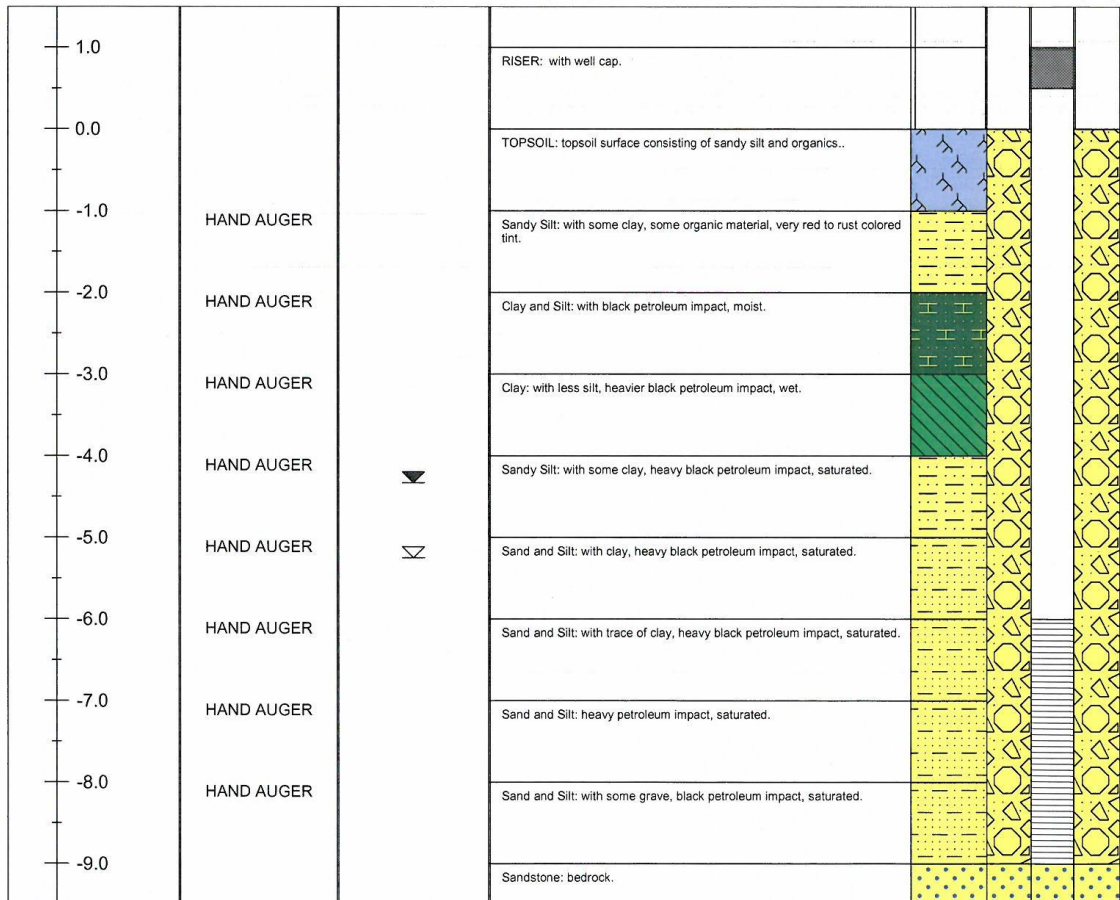 1.0
RISER: with well cap.
0.0
TOPSOIL: topsoil surface consisting of sandy silt and organics..
-1.0
HAND AUGER
Sandy Silt: with some clay, some organic material, very red to rust colored
tint.
-2.0
HAND AUGER
Clay and Silt: with black petroleum impact, moist.
-3.0
HAND AUGER
Clay: with less silt, heavier black petroleum impact, wet.
-4.0
HAND AUGER
Sandy Silt: with some clay, heavy black petroleum impact, saturated.
-5.0
HAND AUGER
Sand and Silt: with clay, heavy black petroleum impact, saturated.
-6.0
HAND AUGER
Sand and Silt: with trace of clay, heavy black petroleum impact, saturated.
-7.0
HAND AUGER
Sand and Silt: heavy petroleum impact, saturated.
-8.0
HAND AUGER
Sand and Silt: with some grave, black petroleum impact, saturated.
-9.0
Sandstone: bedrock.